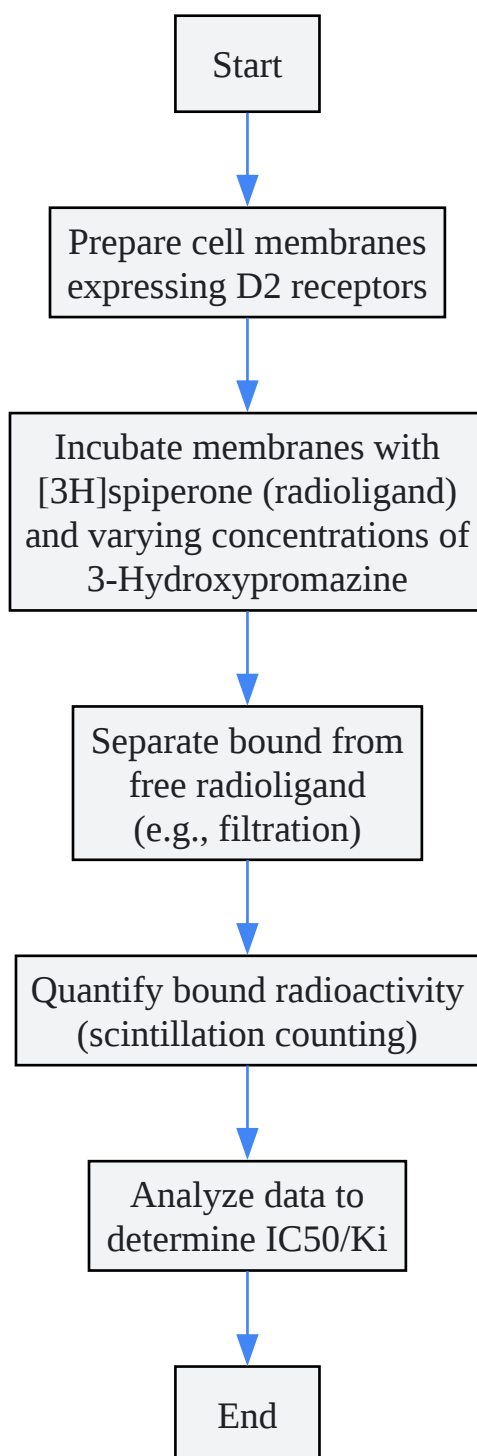 Start
Prepare cell membranes
expressing D2 receptors
Incubate membranes with
[3H]spiperone (radioligand)
and varying concentrations of
3-Hydroxypromazine
Separate bound from
free radioligand
(e.g., filtration)
Quantify bound radioactivity
(scintillation counting)
Analyze data to
determine IC50/Ki
End